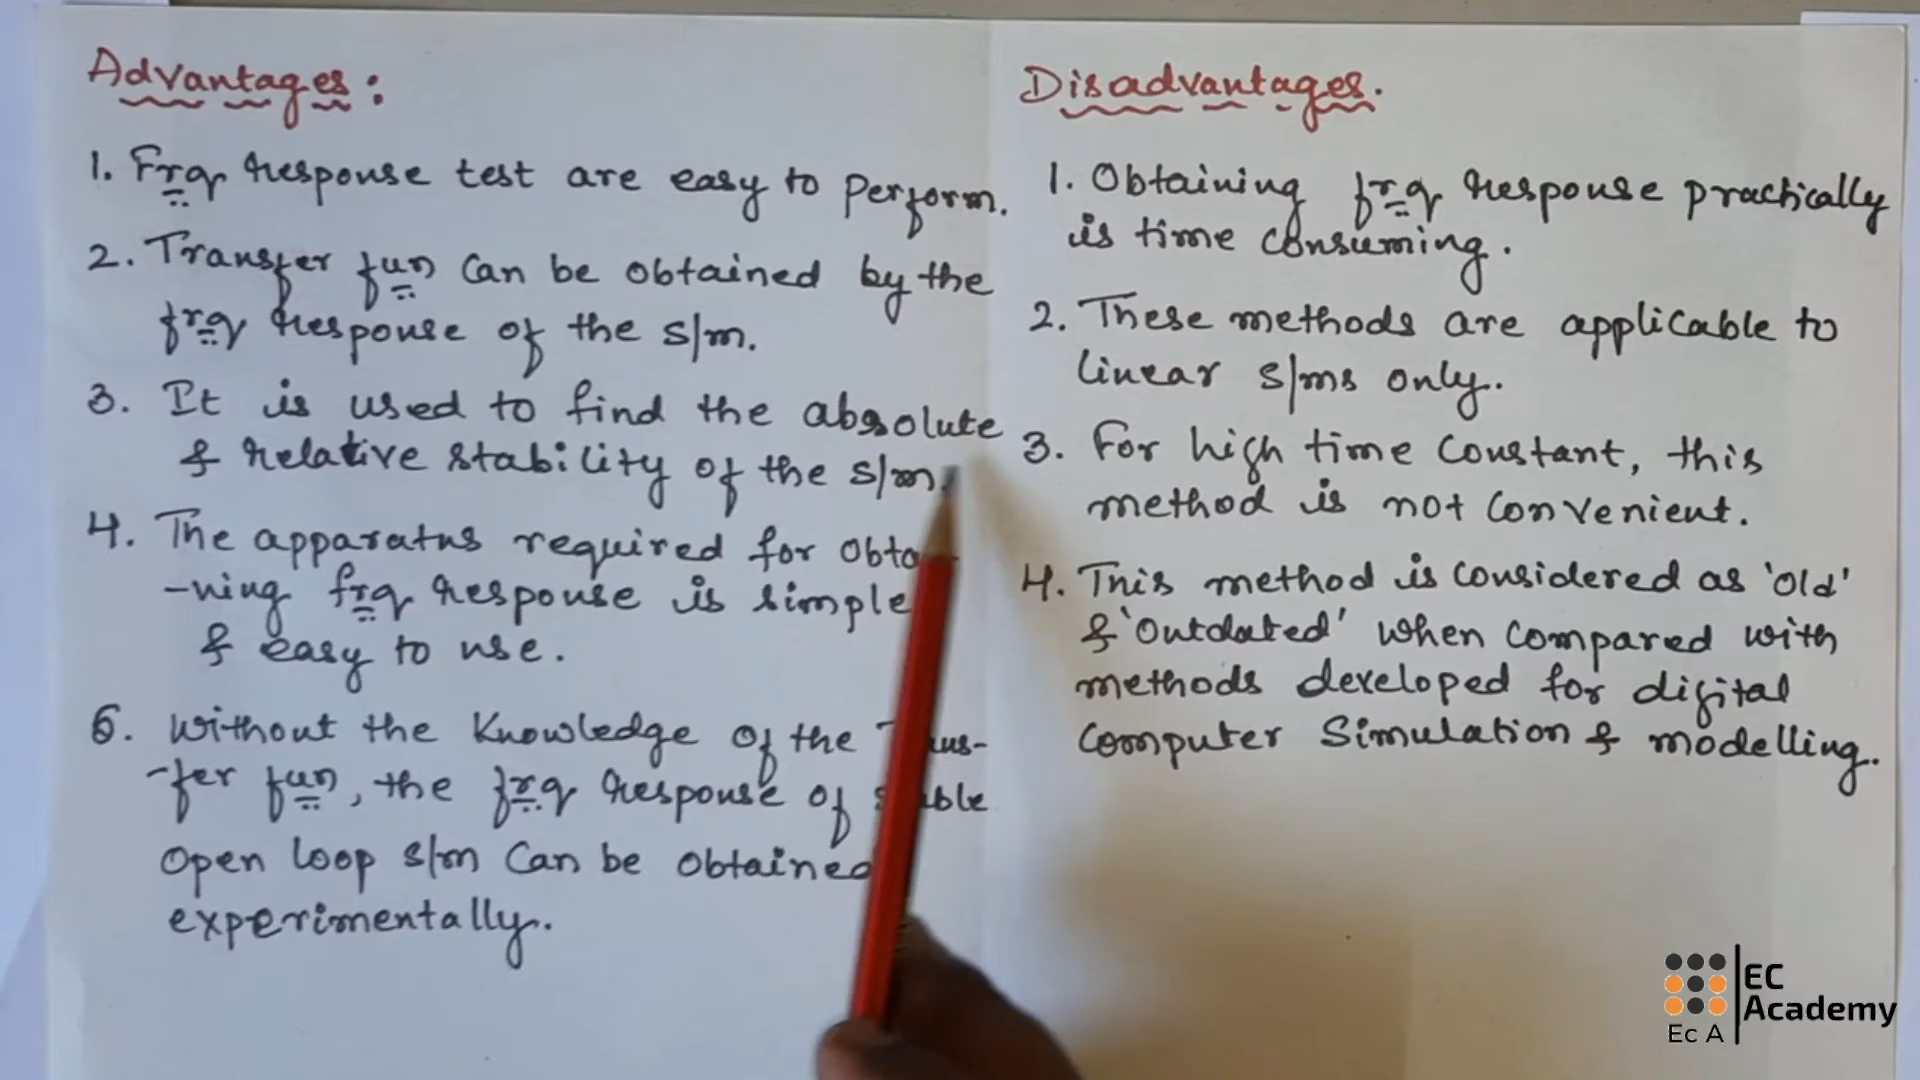 Advantages:
1. Frq response test are easy to perform.
2. Transfer fun can be obtained by the
frq response of the s/m.
3. It is used to find the absolute
& relative stability of the s/m.
4. The apparatus required for obta
-ning frq response is simple
& easy to use.
5. Without the knowledge of the
-fer fun, the frq response of
open loop s/m can be obtained
experimentally.
Disadvantages.
1. Obtaining frq response practically
is time consuming.
2. These methods are applicable to
linear s/ms only.
3. For high time constant, this
method is not convenient.
4. This method is considered as 'old'
& 'outdated' when compared with
methods developed for digital
computer simulation & modelling.
EC
Academy
Ec A